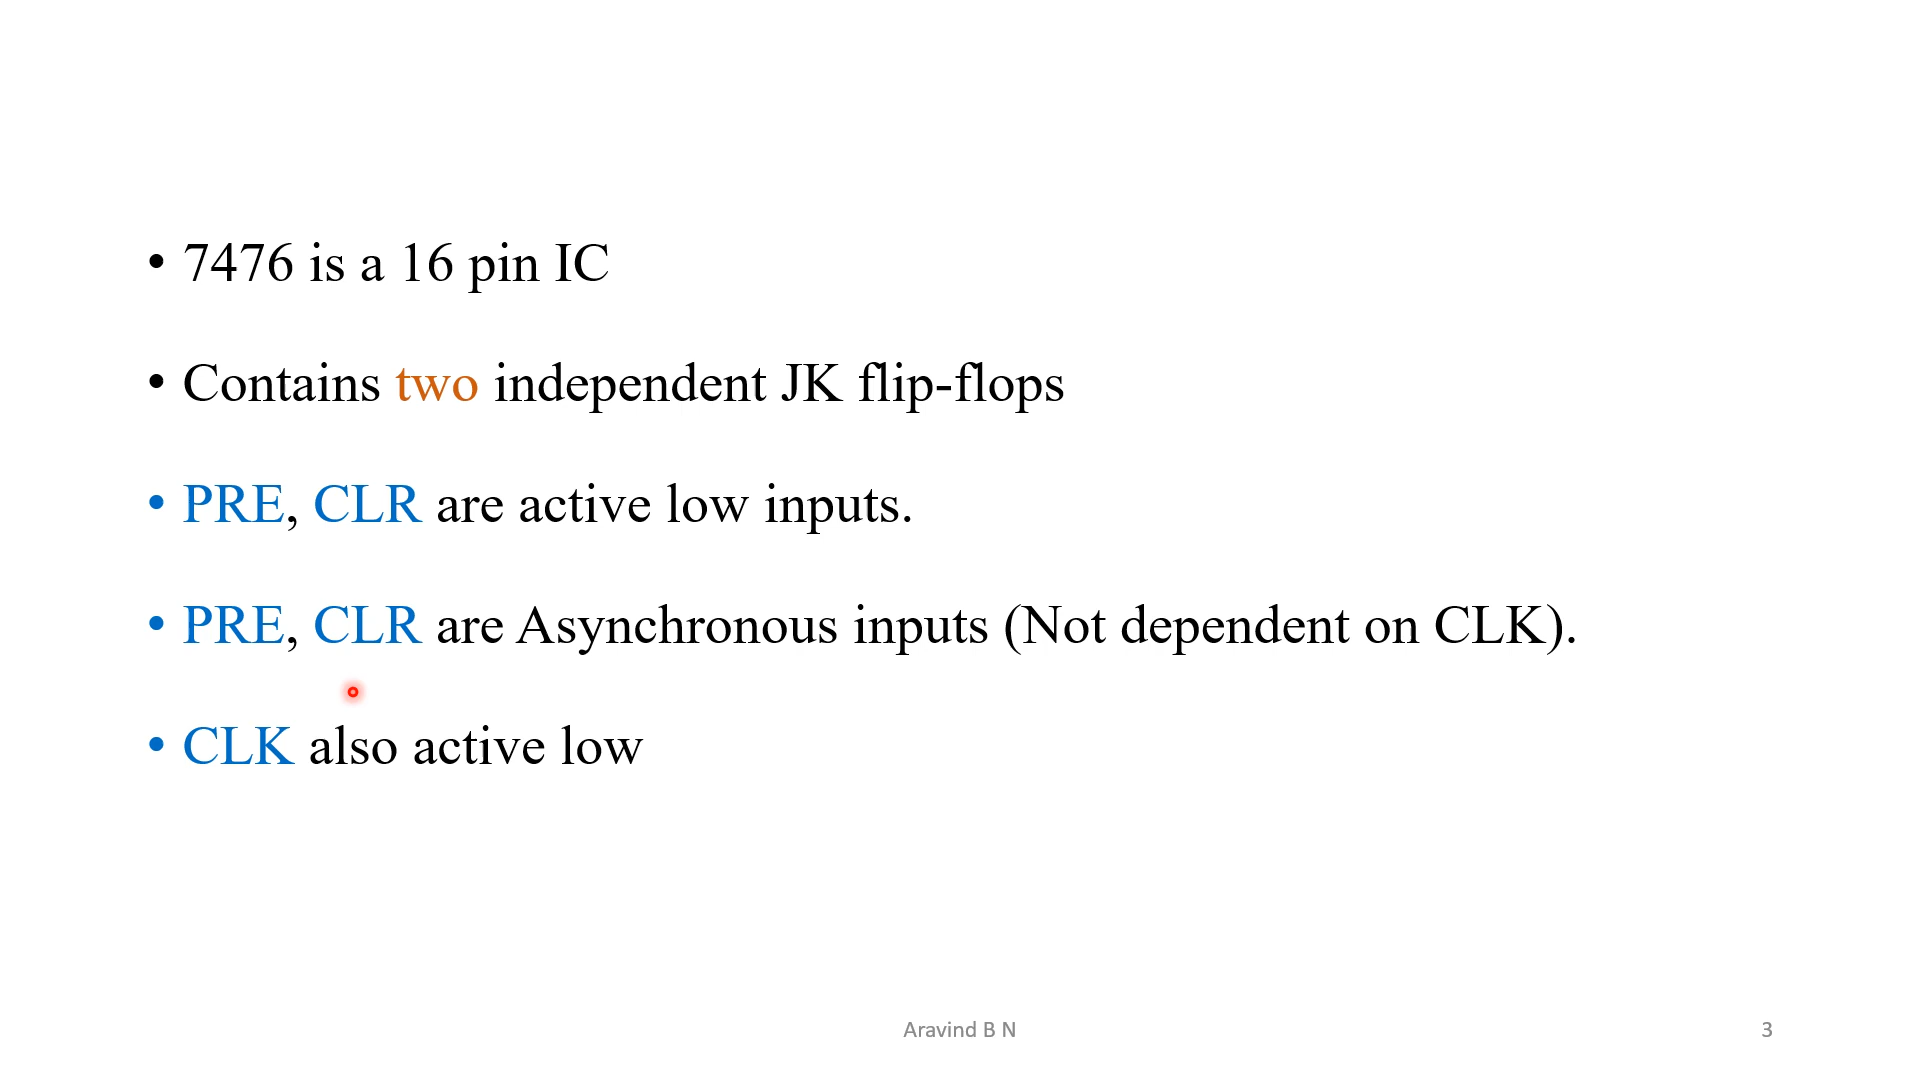 • 7476 is a 16 pin IC
• Contains two independent JK flip-flops
• PRE, CLR are active low inputs.
• PRE, CLR are Asynchronous inputs (Not dependent on CLK).
• CLK also active low
Aravind B N
3